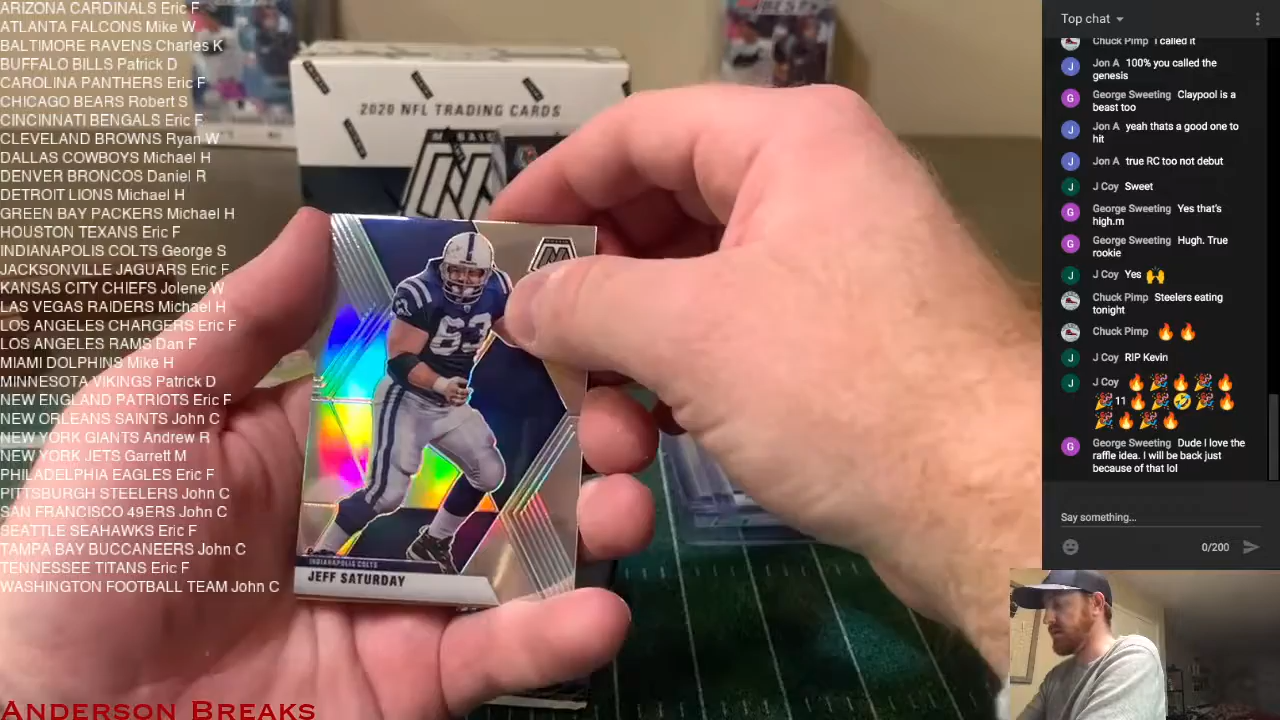 ARIZONA CARDINALS Eric F
ATLANTA FALCONS Mike W
BALTIMORE RAVENS Charles K
BUFFALO BILLS Patrick D
CAROLINA PANTHERS Eric F
CHICAGO BEARS Robert S
CINCINNATI BENGALS Eric F
CLEVELAND BROWNS Ryan W
DALLAS COWBOYS Michael H
DENVER BRONCOS Daniel R
DETROIT LIONS Michael H
GREEN BAY PACKERS Michael H
HOUSTON TEXANS Eric F
INDIANAPOLIS COLTS George S
JACKSONVILLE JAGUARS Eric F
KANSAS CITY CHIEFS Jolene W
LAS VEGAS RAIDERS Michael H
LOS ANGELES CHARGERS Eric F
LOS ANGELES RAMS Dan F
MIAMI DOLPHINS Mike H
MINNESOTA VIKINGS Patrick D
NEW ENGLAND PATRIOTS Eric F
NEW ORLEANS SAINTS John C
NEW YORK GIANTS Andrew R
NEW YORK JETS Garrett M
PHILADELPHIA EAGLES Eric F
PITTSBURGH STEELERS John C
SAN FRANCISCO 49ERS John C
SEATTLE SEAHAWKS Eric F
TAMPA BAY BUCCANEERS John C
TENNESSEE TITANS Eric F
WASHINGTON FOOTBALL TEAM John C
ANDERSON BREAKS
2020 NFL TRADING CARDS
MOSAIC
63
INDIANAPOLIS COLTS
JEFF SATURDAY
Top chat
Chuck Pimp I called it
J Jon A 100% you called the
genesis
G George Sweeting Claypool is a
beast too
J Jon A yeah thats a good one to
hit
J Jon A true RC too not debut
J J Coy Sweet
G George Sweeting Yes that's
high.m
G George Sweeting Hugh. True
rookie
J J Coy Yes 🙌
Chuck Pimp Steelers eating
tonight
Chuck Pimp 🔥 🔥
J J Coy RIP Kevin
J J Coy 🔥 🎉 🔥 🎉 🔥
🎉 11 🔥 🎉 🤣 🎉 🔥
🎉 🔥 🎉 🔥
G George Sweeting Dude I love the
raffle idea. I will be back just
because of that lol
Say something...
0/200